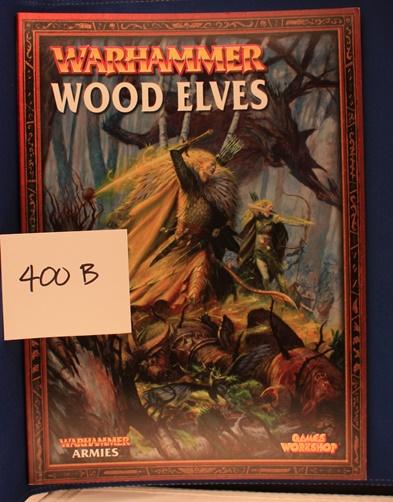 WARHAMMER
WOOD ELVES
400 B
WARHAMMER
ARMIES
GAMES
WORKSHOP